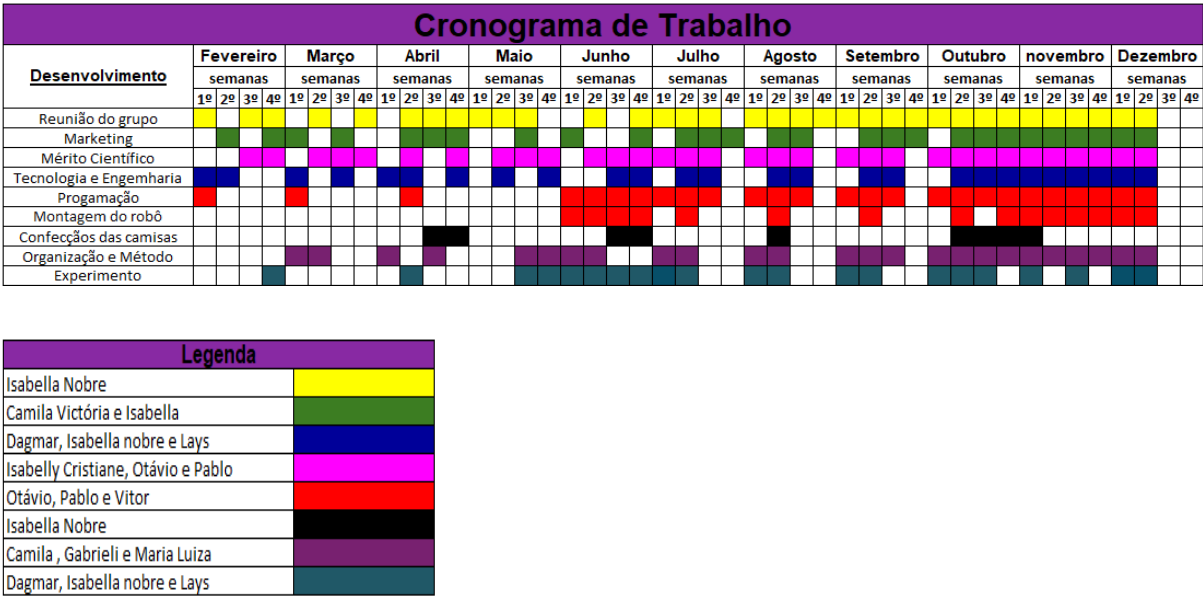 Cronograma de Trabalho
Desenvolvimento Fevereiro Março Abril Maio Junho Julho Agosto Setembro Outubro novembro Dezembro
semanas semanas semanas semanas semanas semanas semanas semanas semanas semanas semanas
1º 2º 3º 4º 1º 2º 3º 4º 1º 2º 3º 4º 1º 2º 3º 4º 1º 2º 3º 4º 1º 2º 3º 4º 1º 2º 3º 4º 1º 2º 3º 4º 1º 2º 3º 4º 1º 2º 3º 4º 1º 2º 3º 4º
Reunião do grupo
Marketing
Mérito Científico
Tecnologia e Engemharia
Progamação
Montagem do robô
Confecçãos das camisas
Organização e Método
Experimento
Legenda
Isabella Nobre
Camila Victória e Isabella
Dagmar, Isabella nobre e Lays
Isabelly Cristiane, Otávio e Pablo
Otávio, Pablo e Vitor
Isabella Nobre
Camila , Gabrieli e Maria Luiza
Dagmar, Isabella nobre e Lays